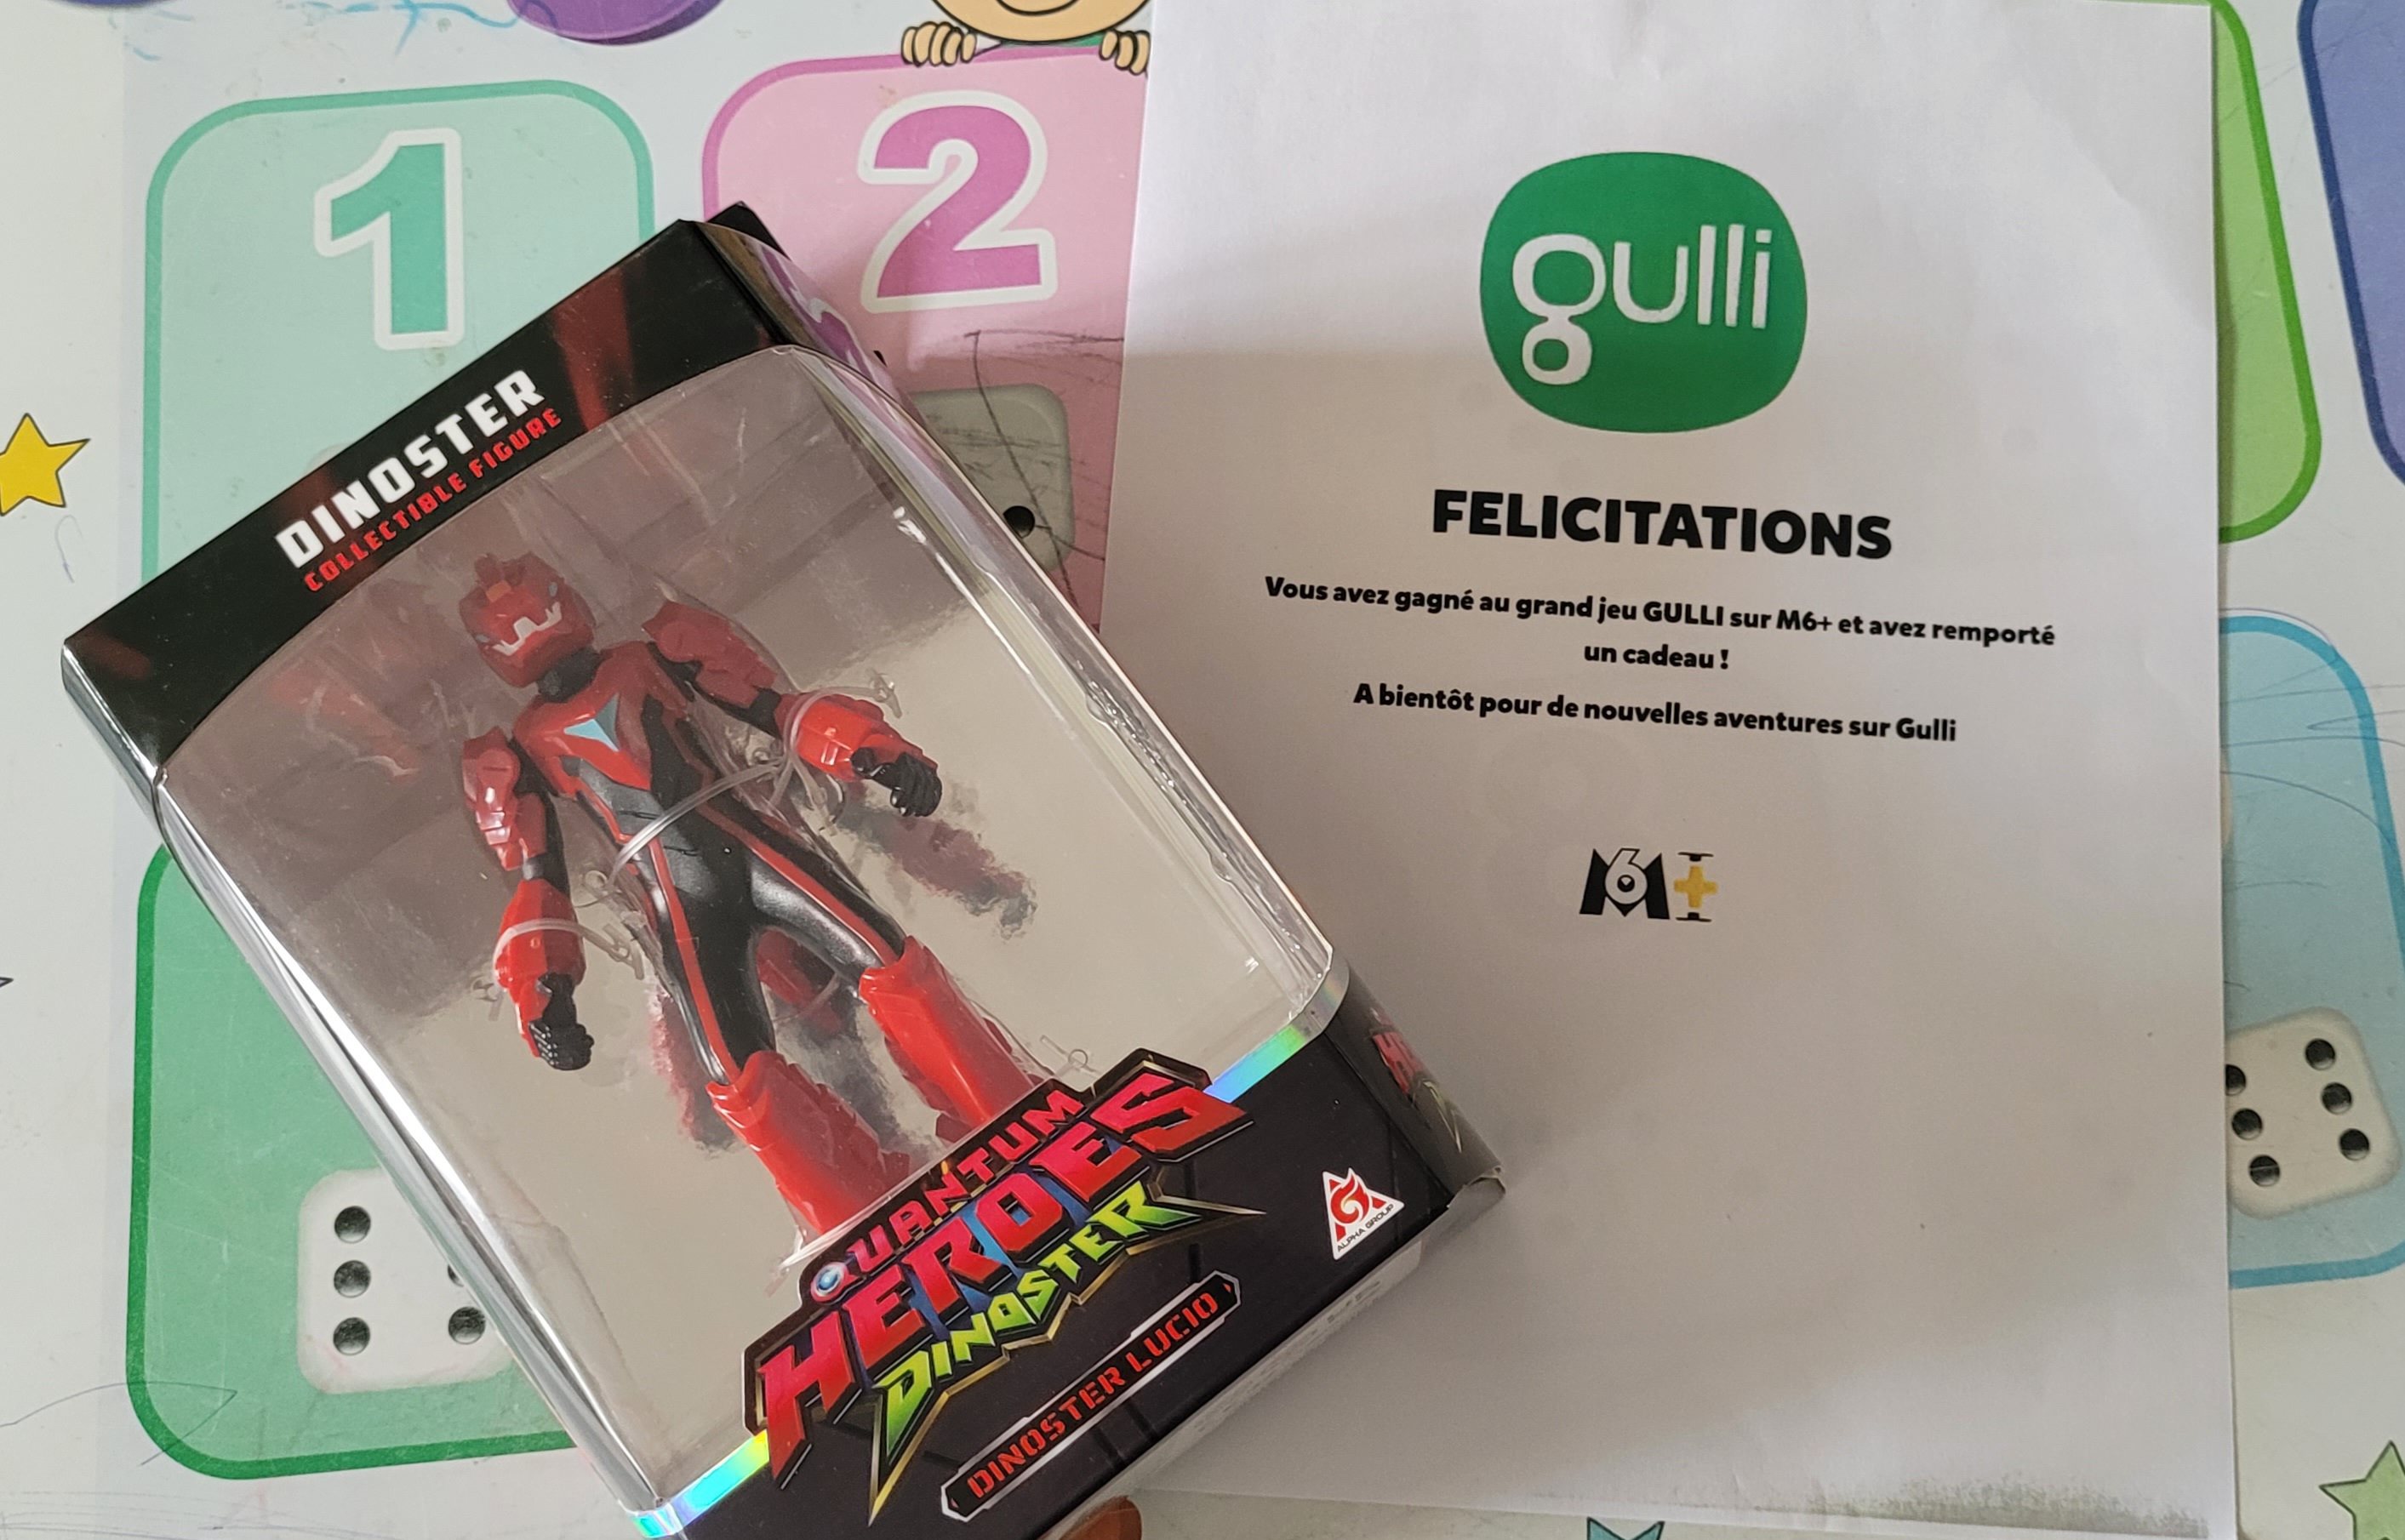 1
2
DINOSTER
COLLECTIBLE FIGURE
QUANTUM
HEROES
DINOSTER
DINOSTER LUCIO
ALPHA GROUP
gulli
FELICITATIONS
Vous avez gagné au grand jeu GULLI sur M6+ et avez remporté
un cadeau !
A bientôt pour de nouvelles aventures sur Gulli
M6+